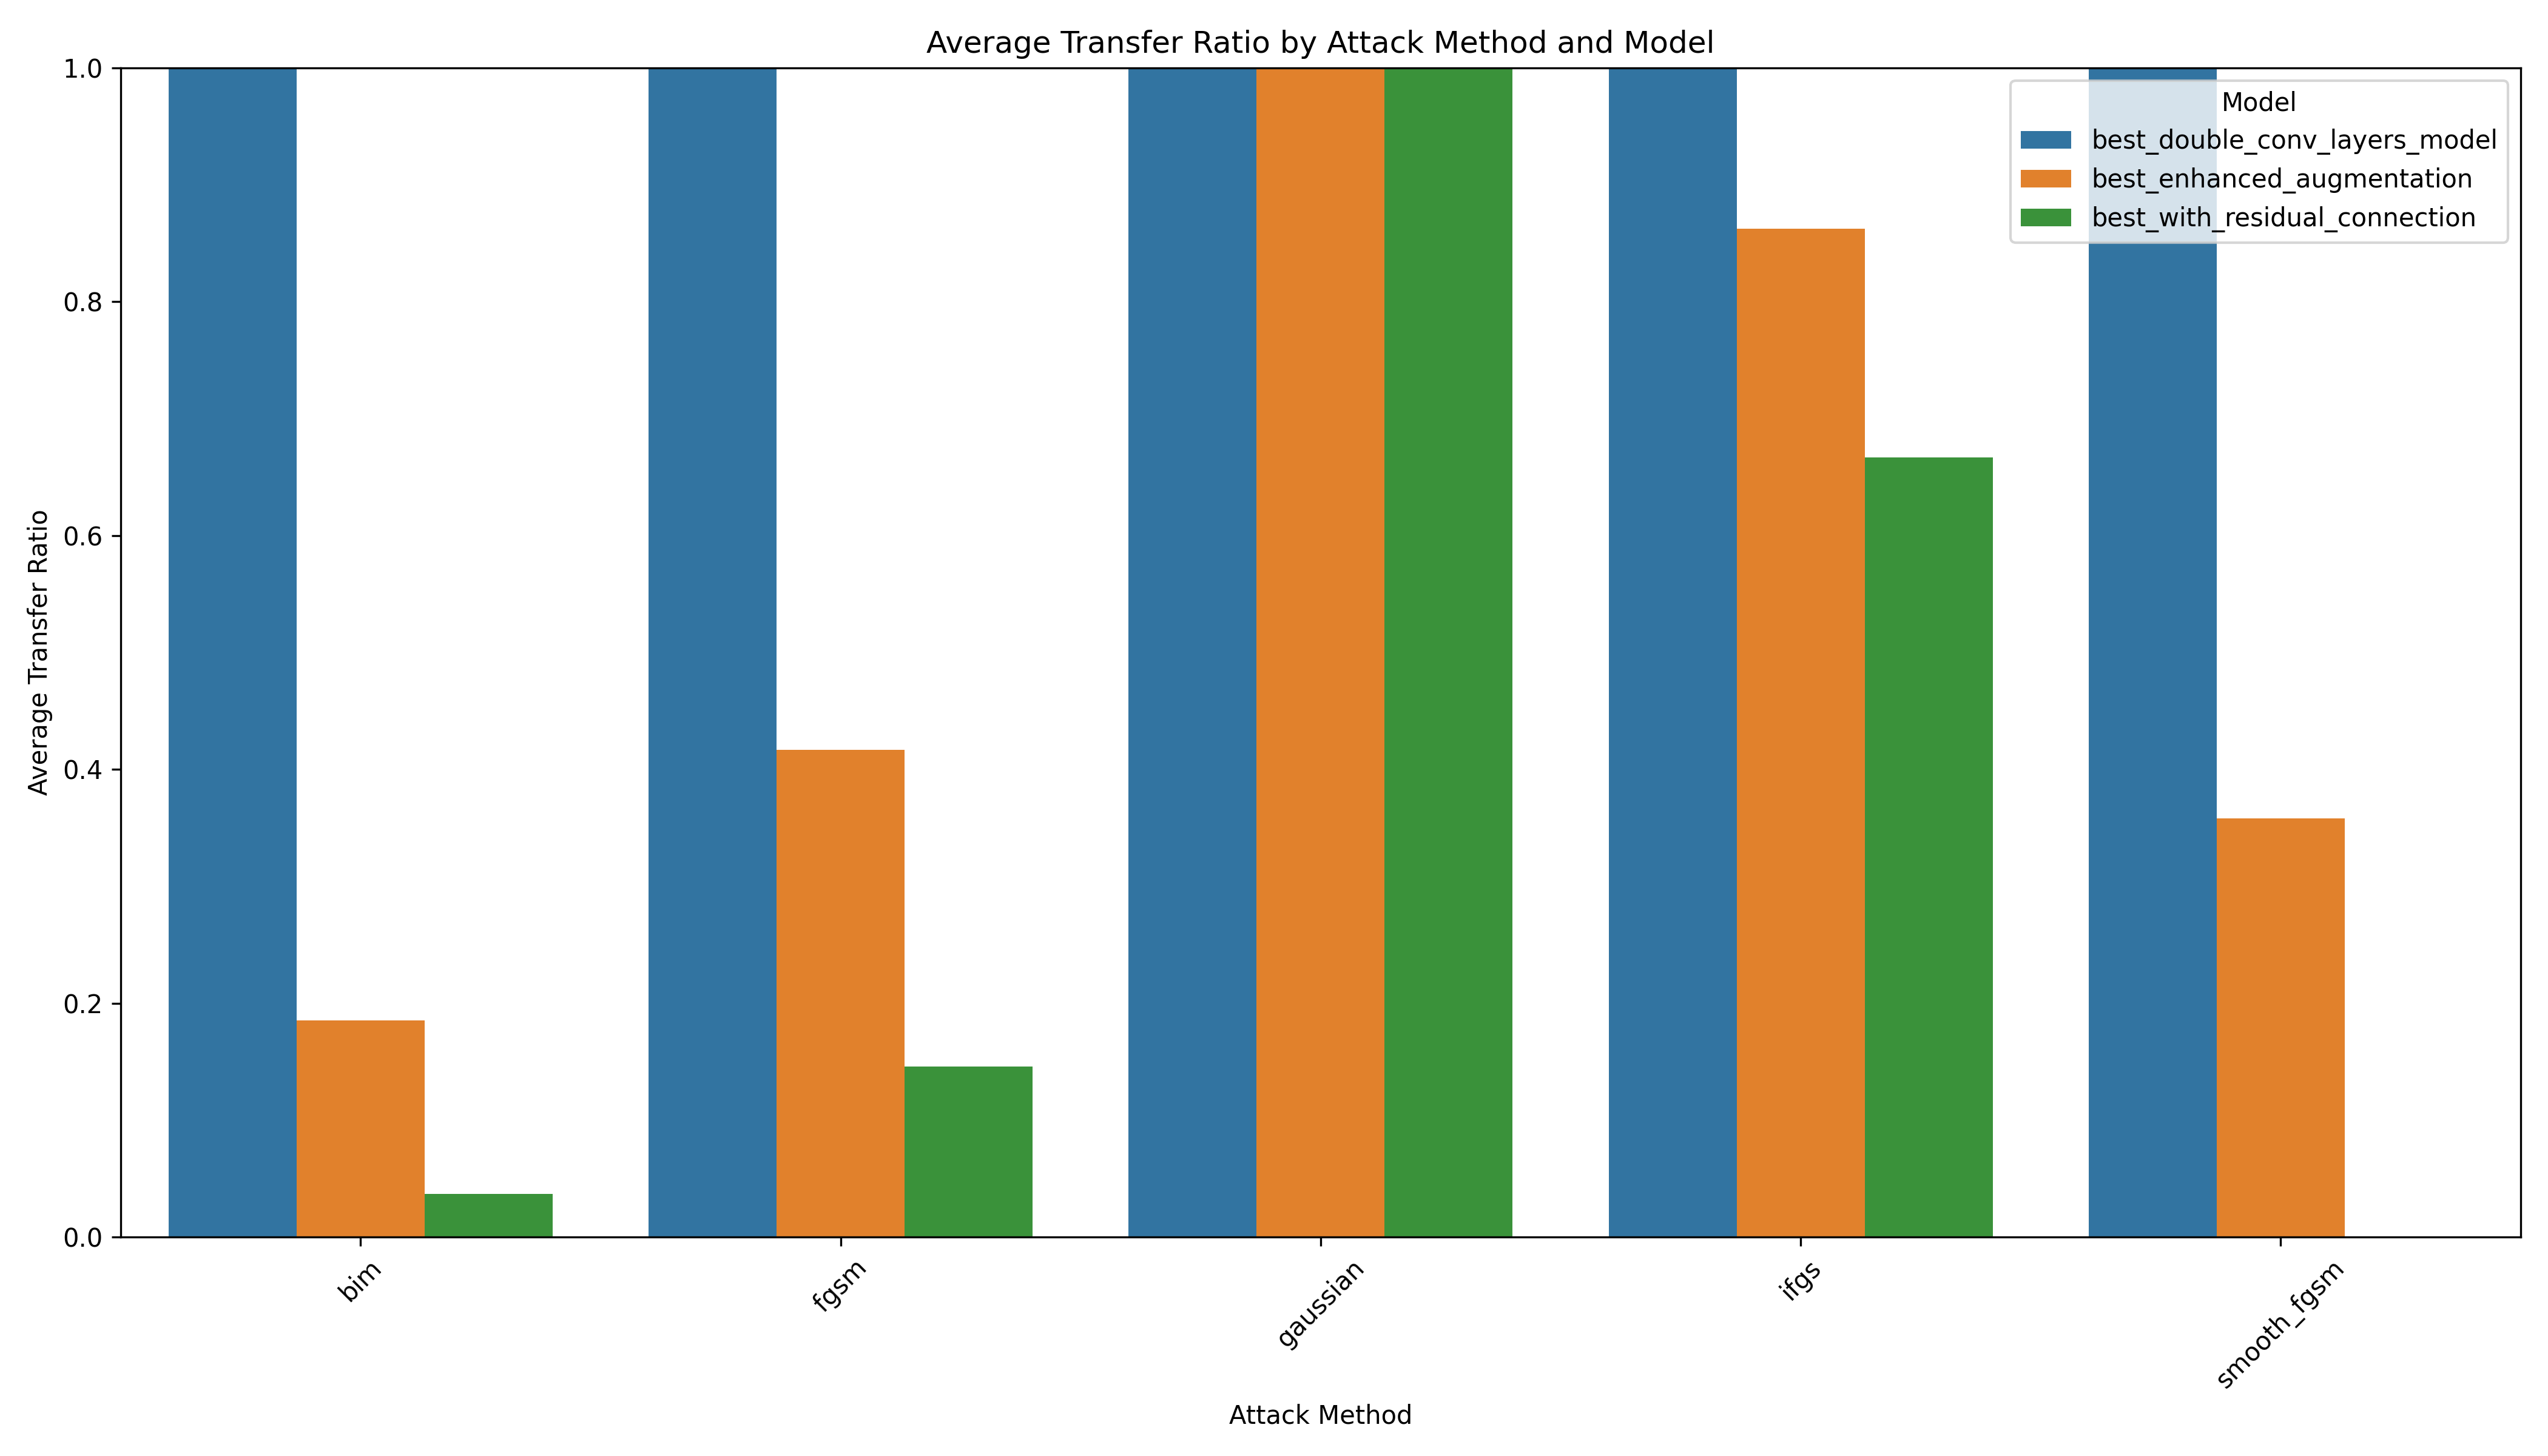 Average Transfer Ratio by Attack Method and Model
Average Transfer Ratio
1.0
0.8
0.6
0.4
0.2
0.0
Model
best_double_conv_layers_model
best_enhanced_augmentation
best_with_residual_connection
bim
fgsm
gaussian
ifgs
smooth_fgsm
Attack Method